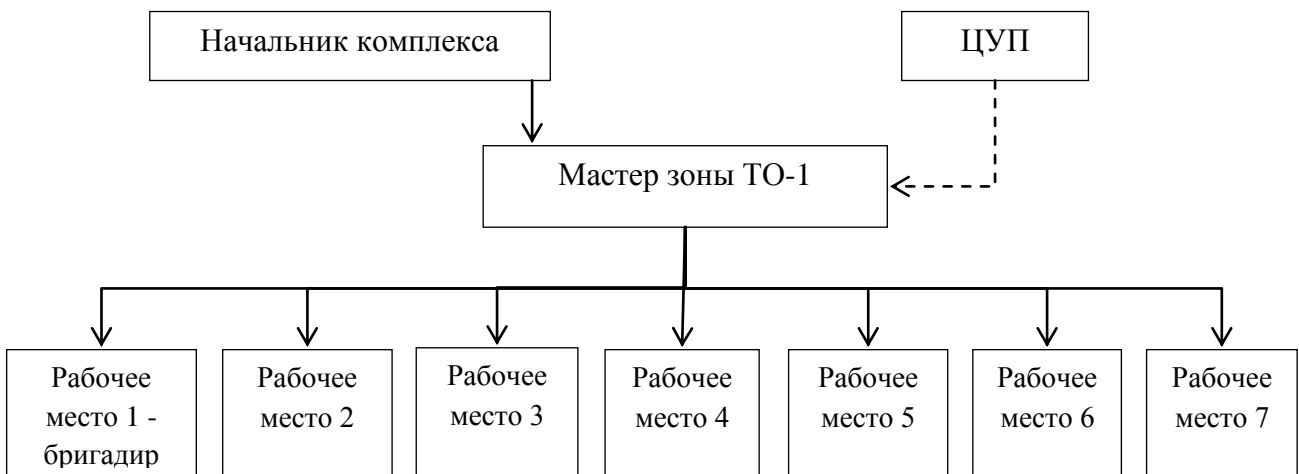 Начальник комплекса
ЦУП
Мастер зоны ТО-1
Рабочее
место 1 -
бригадир
Рабочее
место 2
Рабочее
место 3
Рабочее
место 4
Рабочее
место 5
Рабочее
место 6
Рабочее
место 7